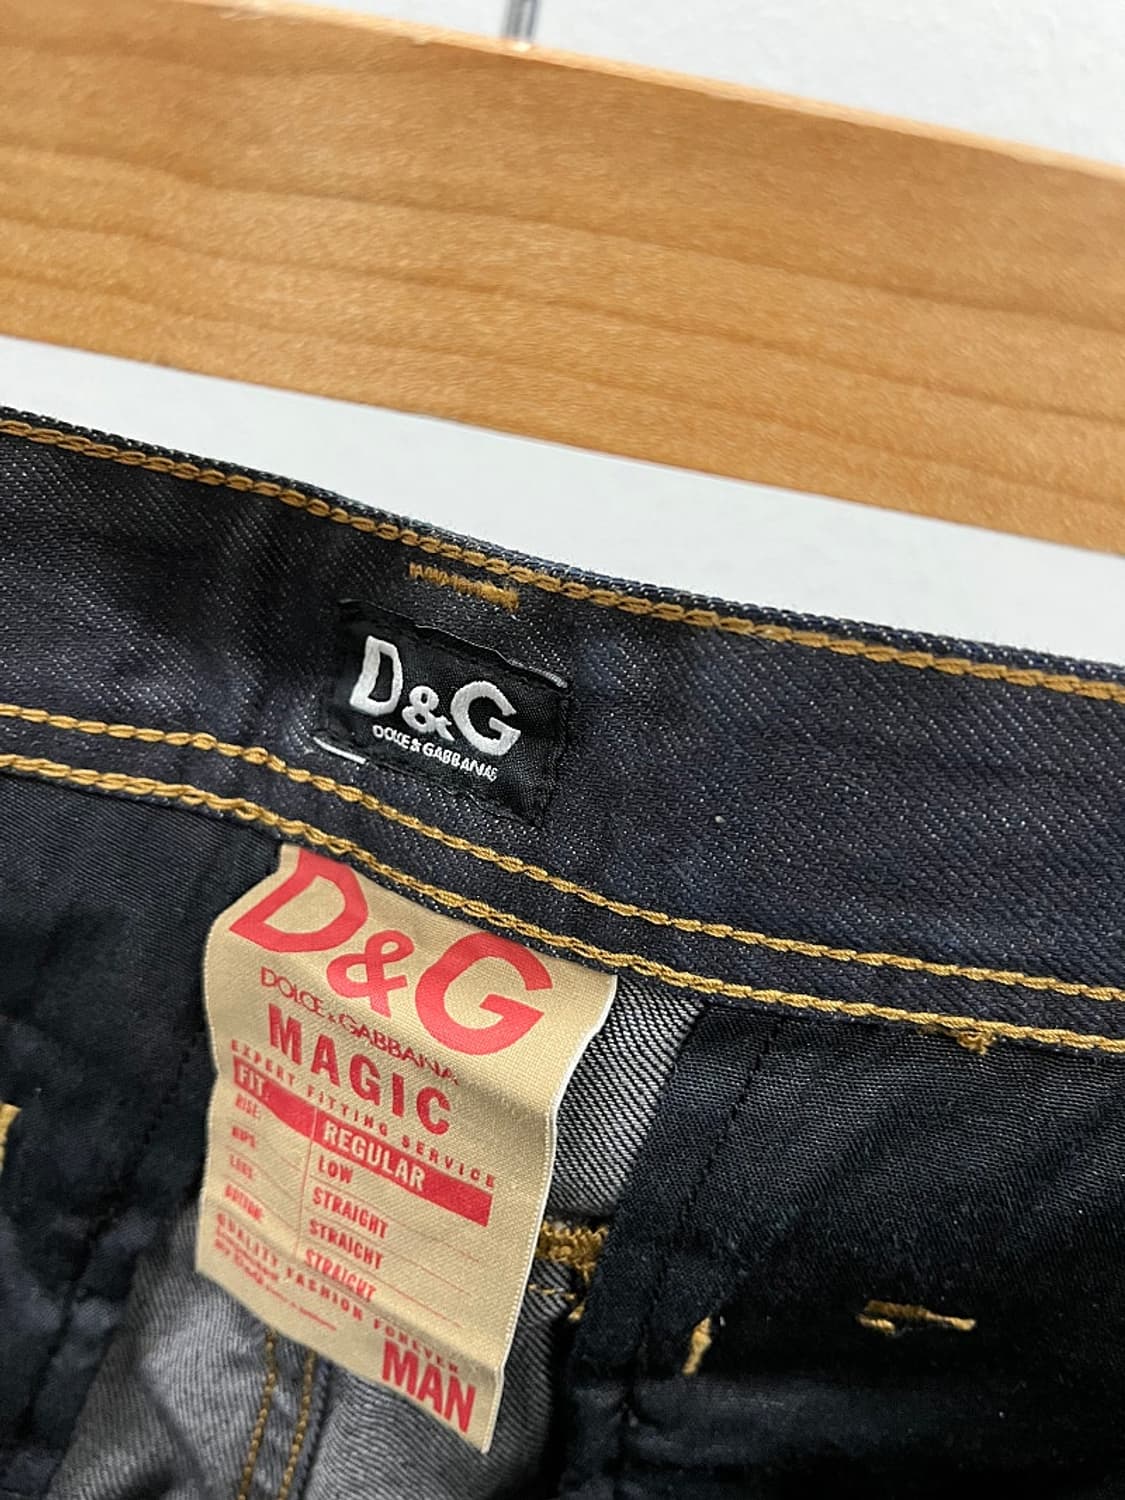 D&G
DOLCE & GABBANA
D&G
DOLCE & GABBANA
MAGIC
EXPERT FITTING SERVICE
FIT: REGULAR
RISE: LOW
HIPS: STRAIGHT
LEGS: STRAIGHT
BOTTOM: STRAIGHT
QUALITY FASHION FOREVER
MAN